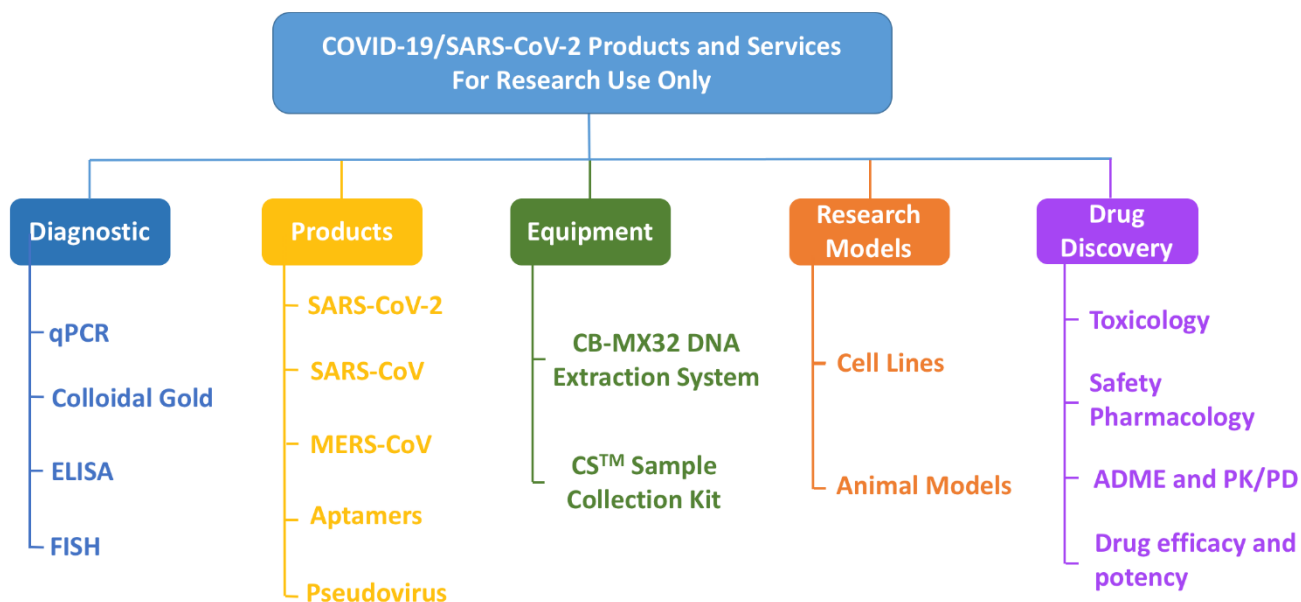 COVID-19/SARS-CoV-2 Products and Services
For Research Use Only
Diagnostic
qPCR
Colloidal Gold
ELISA
FISH
Products
SARS-CoV-2
SARS-CoV
MERS-CoV
Aptamers
Pseudovirus
Equipment
CB-MX32 DNA
Extraction System
CS™ Sample
Collection Kit
Research
Models
Cell Lines
Animal Models
Drug
Discovery
Toxicology
Safety
Pharmacology
ADME and PK/PD
Drug efficacy and
potency